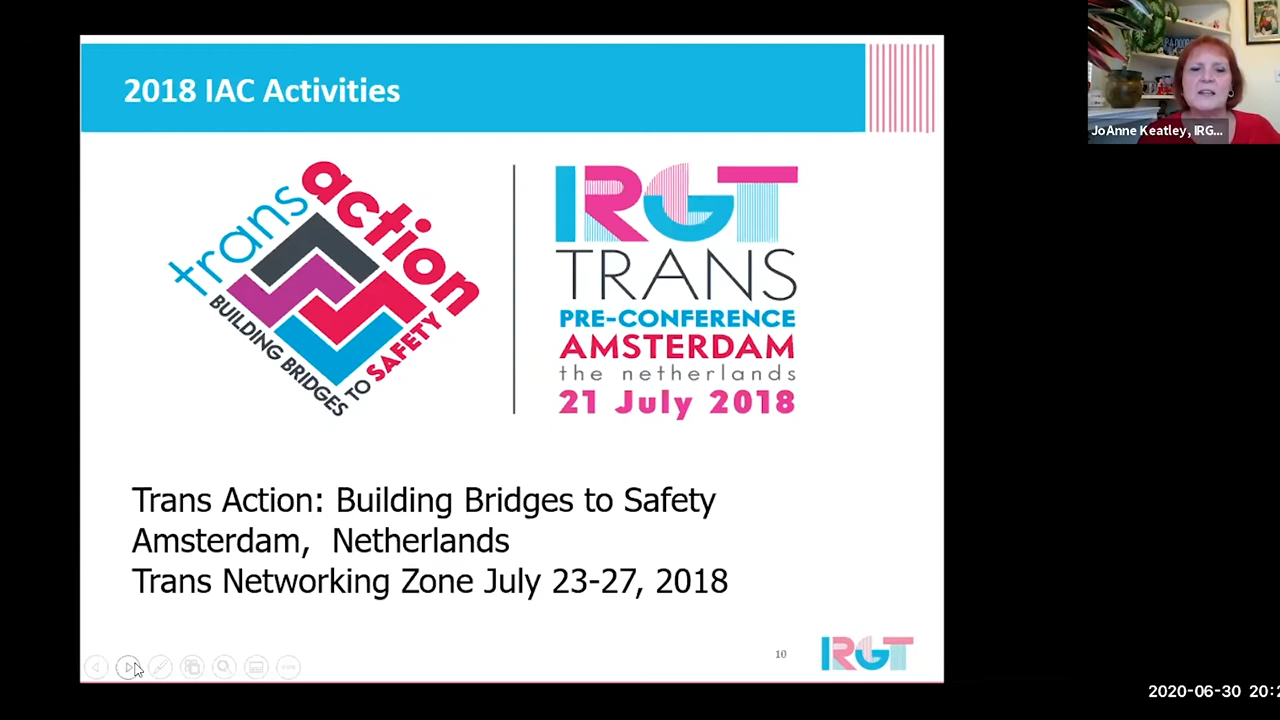 2018 IAC Activities
trans action
BUILDING BRIDGES TO SAFETY
IRGT
TRANS
PRE-CONFERENCE
AMSTERDAM
the netherlands
21 July 2018
Trans Action: Building Bridges to Safety
Amsterdam, Netherlands
Trans Networking Zone July 23-27, 2018
10
IRGT
JoAnne Keatley, IRG...
2020-06-30 20:2